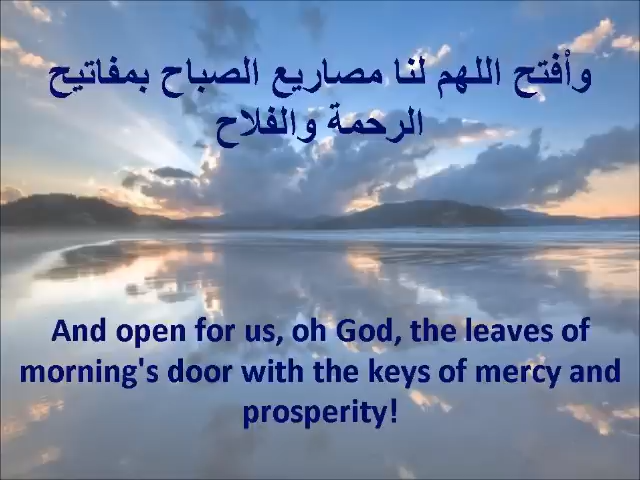 وأفتح اللهم لنا مصاريع الصباح بمفاتيح
الرحمة والفلاح
And open for us, oh God, the leaves of
morning's door with the keys of mercy and
prosperity!